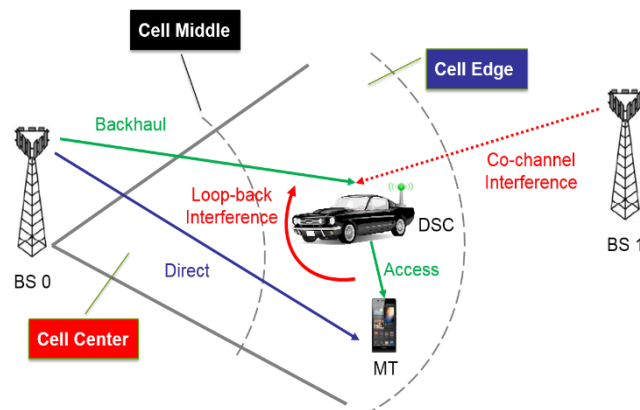 Cell Middle
Cell Edge
Backhaul
Co-channel
Interference
Loop-back
Interference
DSC
BS 0
BS 1
Direct
Access
Cell Center
MT